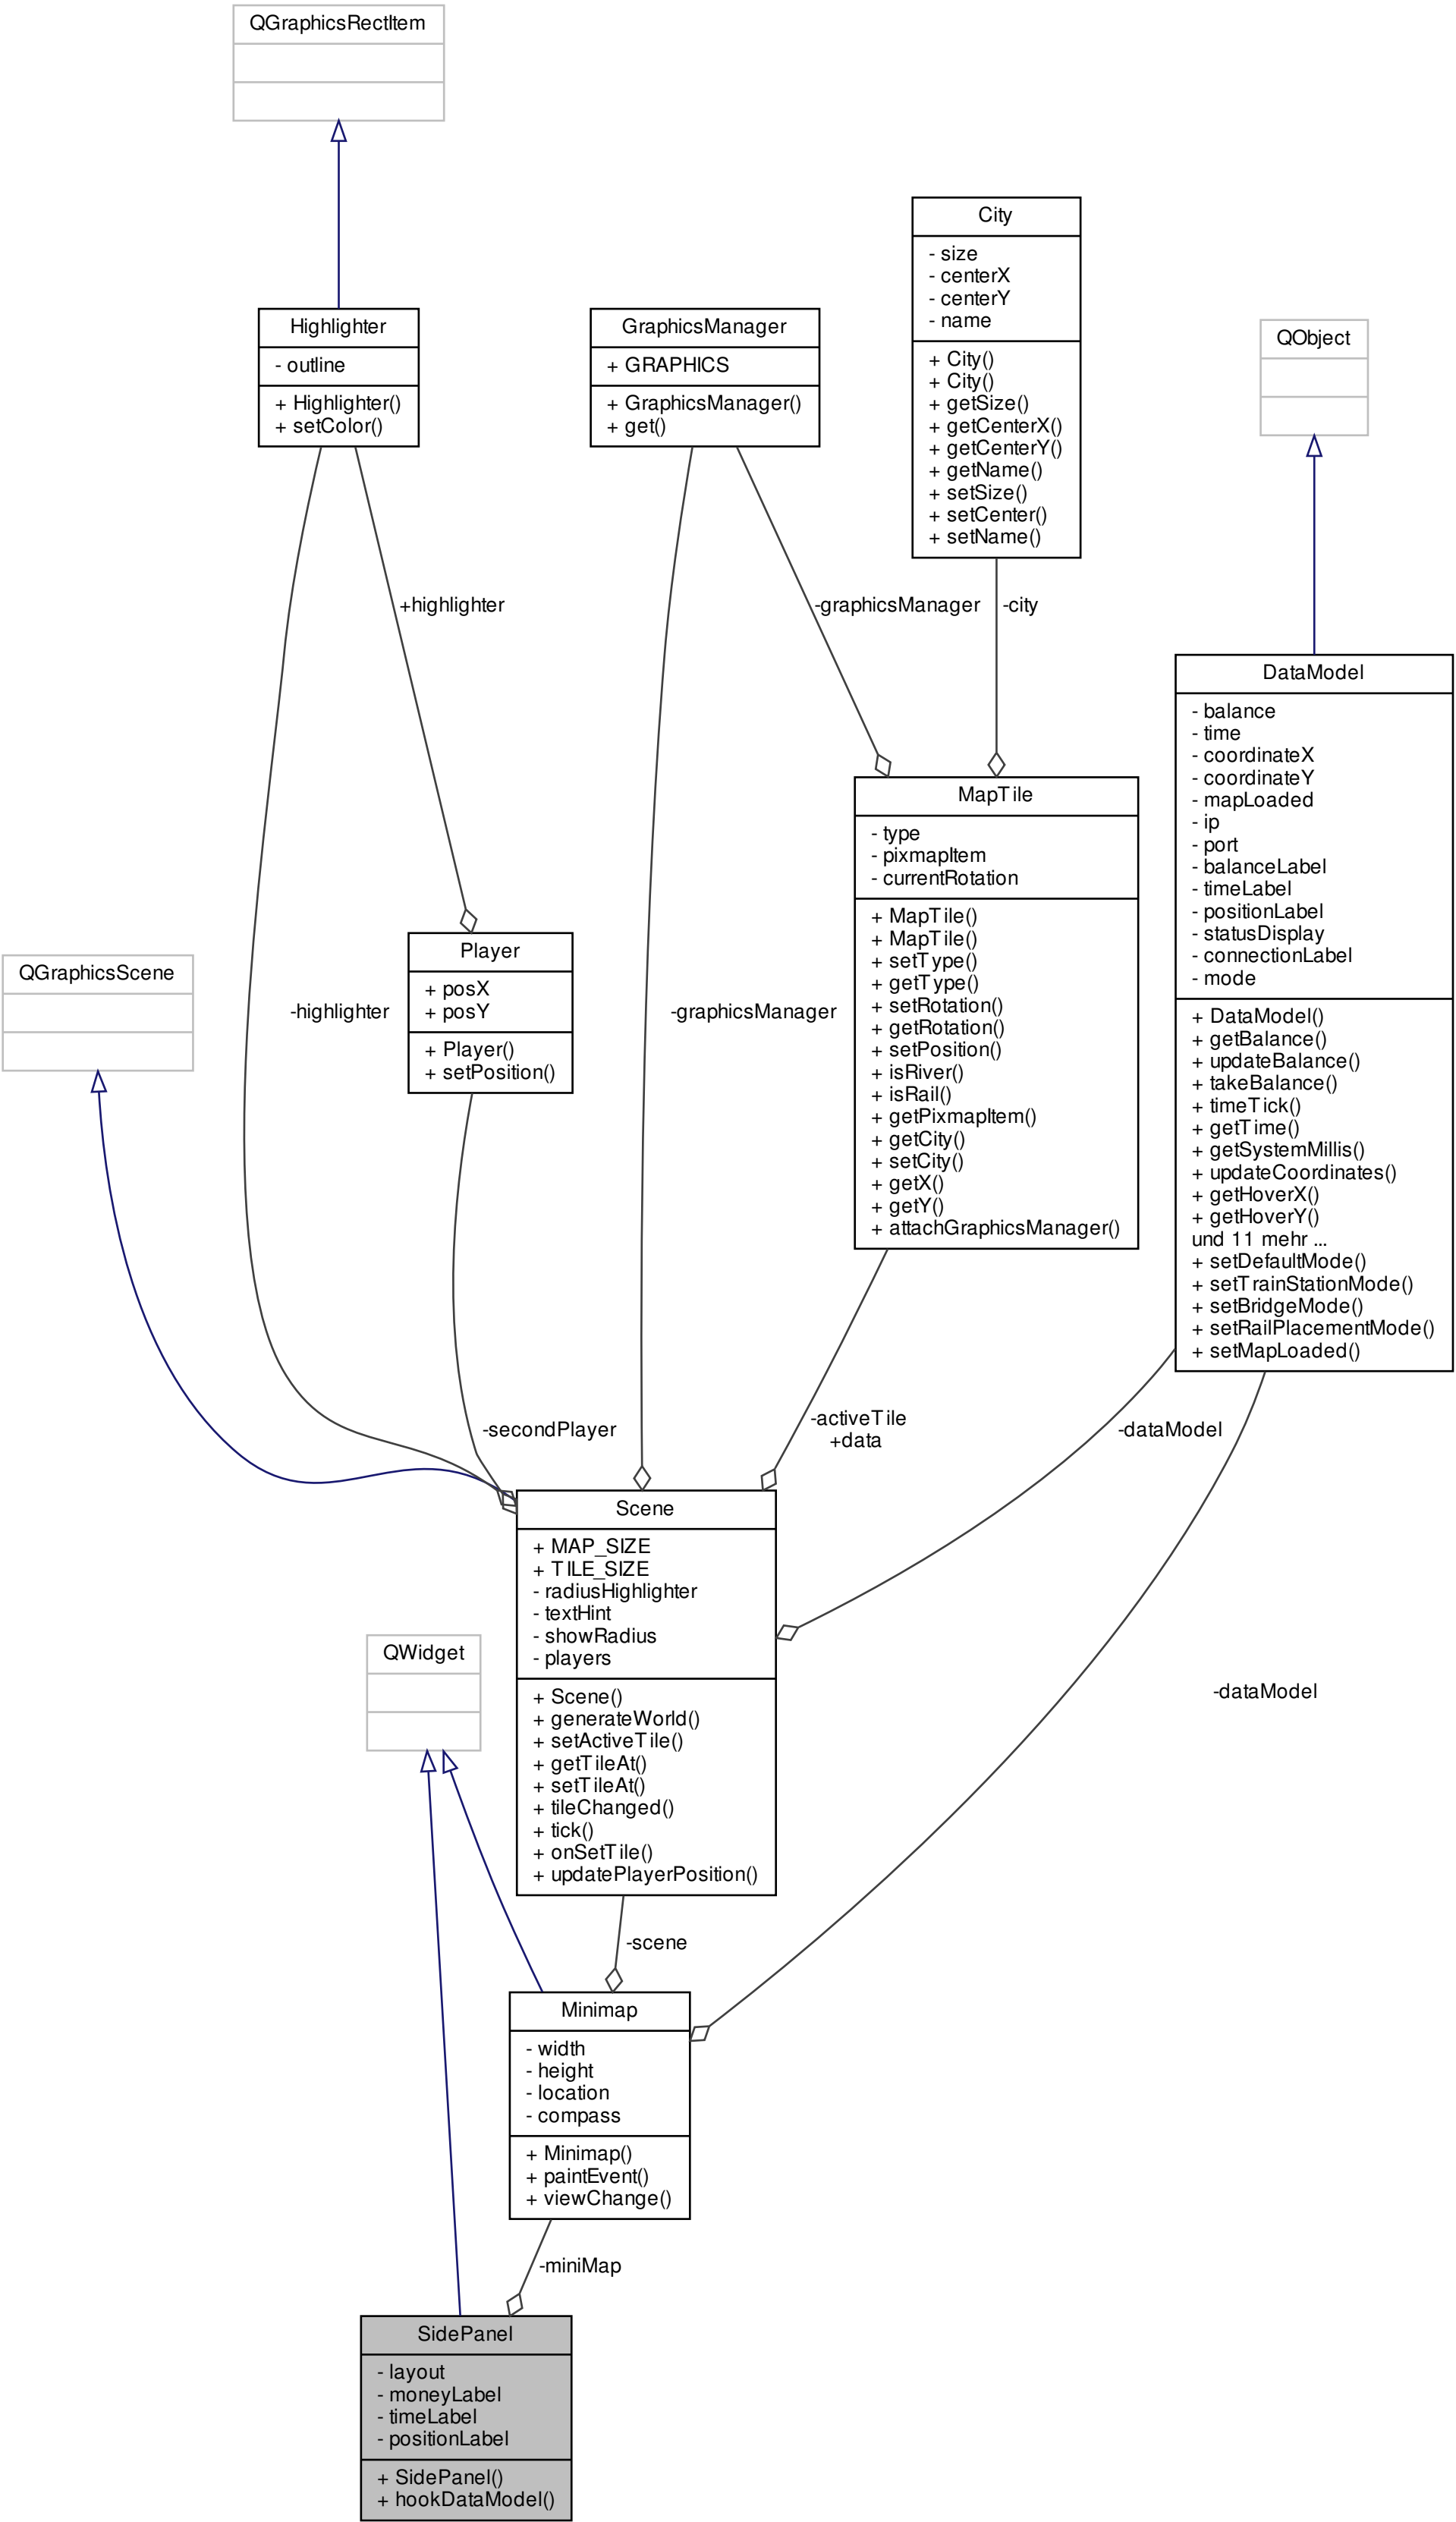 QGraphicsRectItem
City
- size
- centerX
- centerY
- name
+ City()
+ City()
+ getSize()
+ getCenterX()
+ getCenterY()
+ getName()
+ setSize()
+ setCenter()
+ setName()
Highlighter
- outline
+ Highlighter()
+ setColor()
GraphicsManager
+ GRAPHICS
+ GraphicsManager()
+ get()
QObject
+highlighter
-graphicsManager
-city
DataModel
- balance
- time
- coordinateX
- coordinateY
- mapLoaded
- ip
- port
- balanceLabel
- timeLabel
- positionLabel
- statusDisplay
- connectionLabel
- mode
+ DataModel()
+ getBalance()
+ updateBalance()
+ takeBalance()
+ timeTick()
+ getTime()
+ getSystemMillis()
+ updateCoordinates()
+ getHoverX()
+ getHoverY()
und 11 mehr ...
+ setDefaultMode()
+ setTrainStationMode()
+ setBridgeMode()
+ setRailPlacementMode()
+ setMapLoaded()
MapTile
- type
- pixmapItem
- currentRotation
+ MapTile()
+ MapTile()
+ setType()
+ getType()
+ setRotation()
+ getRotation()
+ setPosition()
+ isRiver()
+ isRail()
+ getPixmapItem()
+ getCity()
+ setCity()
+ getX()
+ getY()
+ attachGraphicsManager()
Player
+ posX
+ posY
+ Player()
+ setPosition()
QGraphicsScene
-highlighter
-graphicsManager
-secondPlayer
-activeTile
+data
-dataModel
Scene
+ MAP_SIZE
+ TILE_SIZE
- radiusHighlighter
- textHint
- showRadius
- players
+ Scene()
+ generateWorld()
+ setActiveTile()
+ getTileAt()
+ setTileAt()
+ tileChanged()
+ tick()
+ onSetTile()
+ updatePlayerPosition()
QWidget
-dataModel
-scene
Minimap
- width
- height
- location
- compass
+ Minimap()
+ paintEvent()
+ viewChange()
-miniMap
SidePanel
- layout
- moneyLabel
- timeLabel
- positionLabel
+ SidePanel()
+ hookDataModel()